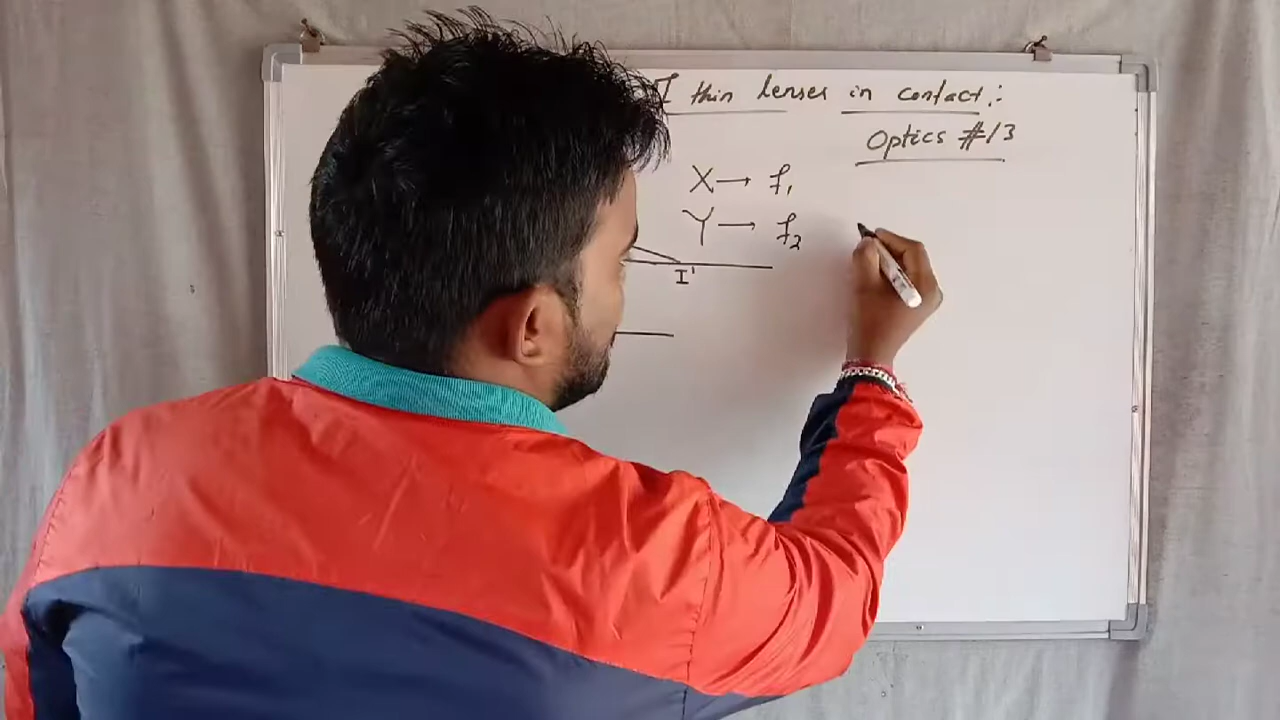 thin lenses in contact :-
Optics #13
X → f₁
Y → f₂
I'